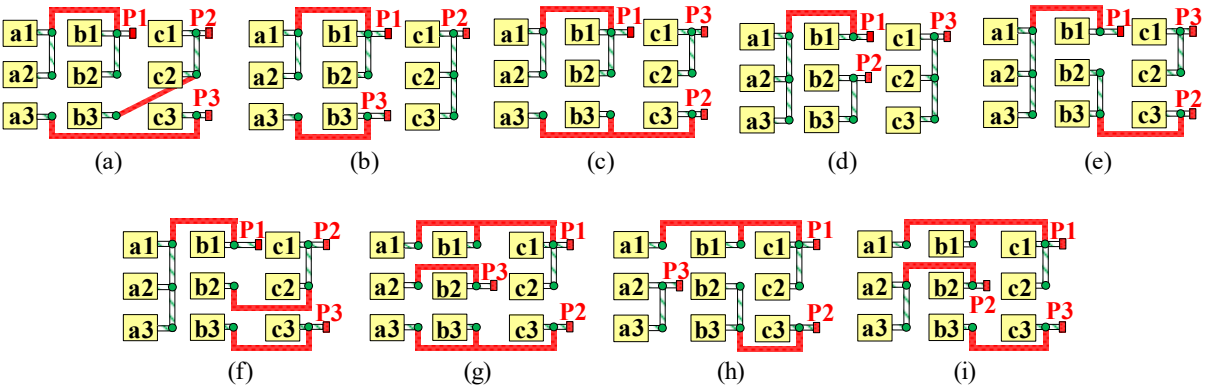 P1 P2 P1 P2 P1 P3 P1 P3 P1 P3
a1 b1 c1 a1 b1 c1 a1 b1 c1 a1 b1 c1 a1 b1 c1
P2
a2 b2 c2 a2 b2 c2 a2 b2 c2 a2 b2 c2 a2 b2 c2
P3 P3 P2 P2
a3 b3 c3 a3 b3 c3 a3 b3 c3 a3 b3 c3 a3 b3 c3
(a) (b) (c) (d) (e)
P1 P2 P1 P1 P1
a1 b1 c1 a1 b1 c1 a1 b1 c1 a1 b1 c1
P3 P3
a2 b2 c2 a2 b2 c2 a2 b2 c2 a2 b2 c2
P3 P2 P2 P2 P3
a3 b3 c3 a3 b3 c3 a3 b3 c3 a3 b3 c3
(f) (g) (h) (i)